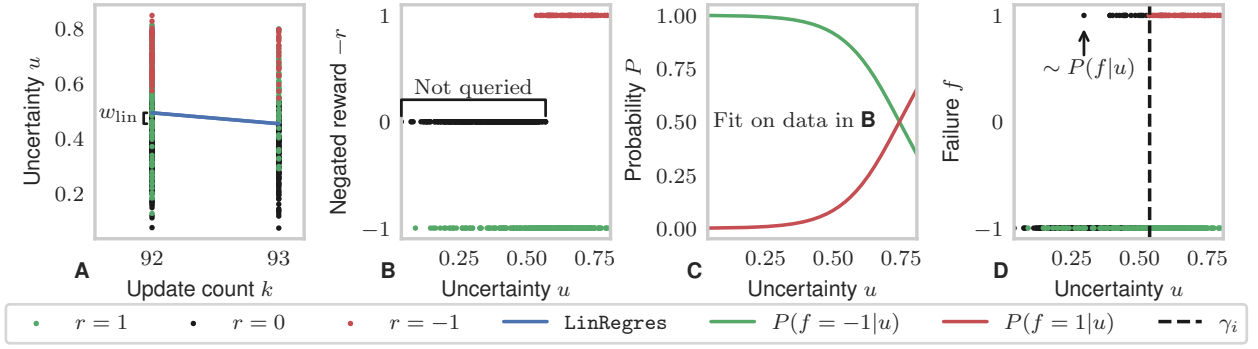 Uncertainty u
0.8
0.6
0.4
0.2
w_lin
92
93
A
Update count k
Negated reward −r
1
0
−1
Not queried
0.25
0.50
0.75
B
Uncertainty u
Probability P
1.00
0.75
0.50
0.25
0.00
Fit on data in B
0.25
0.50
0.75
C
Uncertainty u
Failure f
1
0
−1
∼ P(f|u)
0.25
0.50
0.75
D
Uncertainty u
r = 1
r = 0
r = −1
LinRegres
P(f = −1|u)
P(f = 1|u)
γ_i